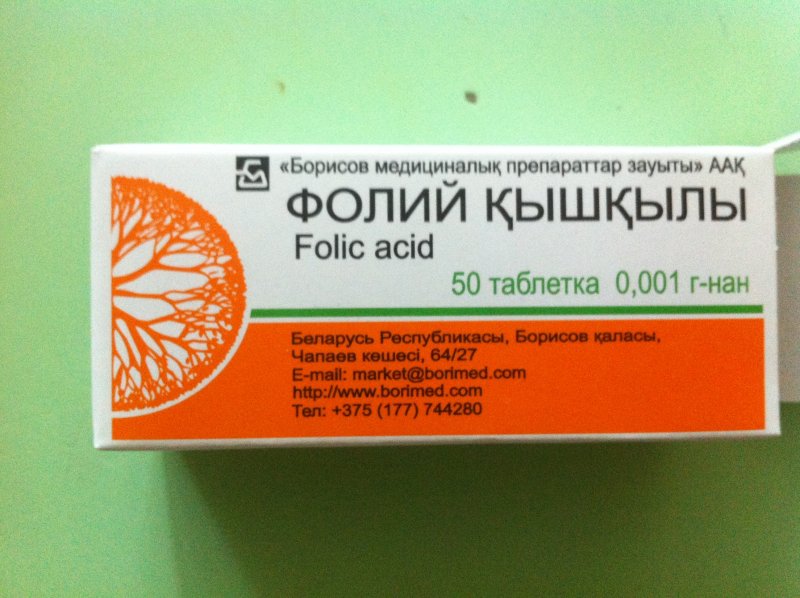 «Борисов медициналық препараттар зауыты» ААҚ
ФОЛИЙ ҚЫШҚЫЛЫ
Folic acid
50 таблетка 0,001 г-нан
Беларусь Республикасы, Борисов қаласы,
Чапаев көшесі, 64/27
E-mail: market@borimed.com
http://www.borimed.com
Тел: +375 (177) 744280